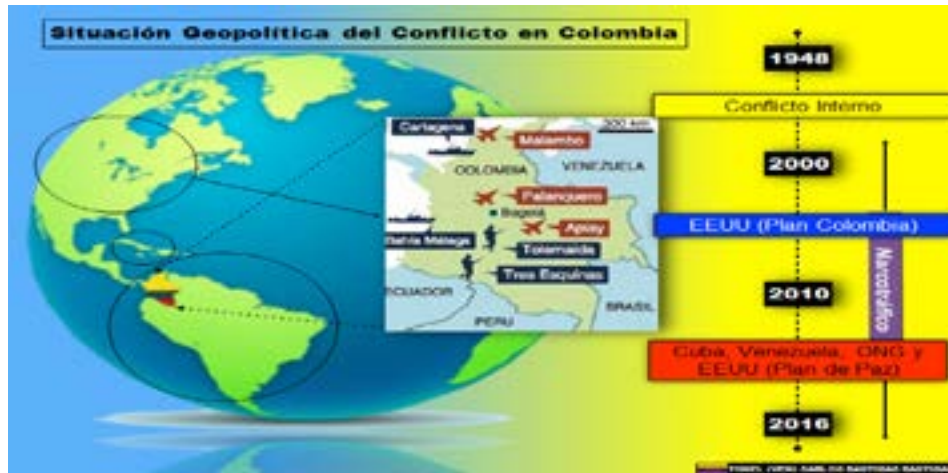 Situación Geopolítica del Conflicto en Colombia
1948
Conflicto Interno
2000
EEUU (Plan Colombia)
Narcotráfico
2010
Cuba, Venezuela, ONG y
EEUU (Plan de Paz)
2016
300 km
Cartagena
Malambo
COLOMBIA
VENEZUELA
Palanquero
Bogotá
Apiay
Bahía Málaga
Tolemaida
Tres Esquinas
ECUADOR
PERU
BRASIL